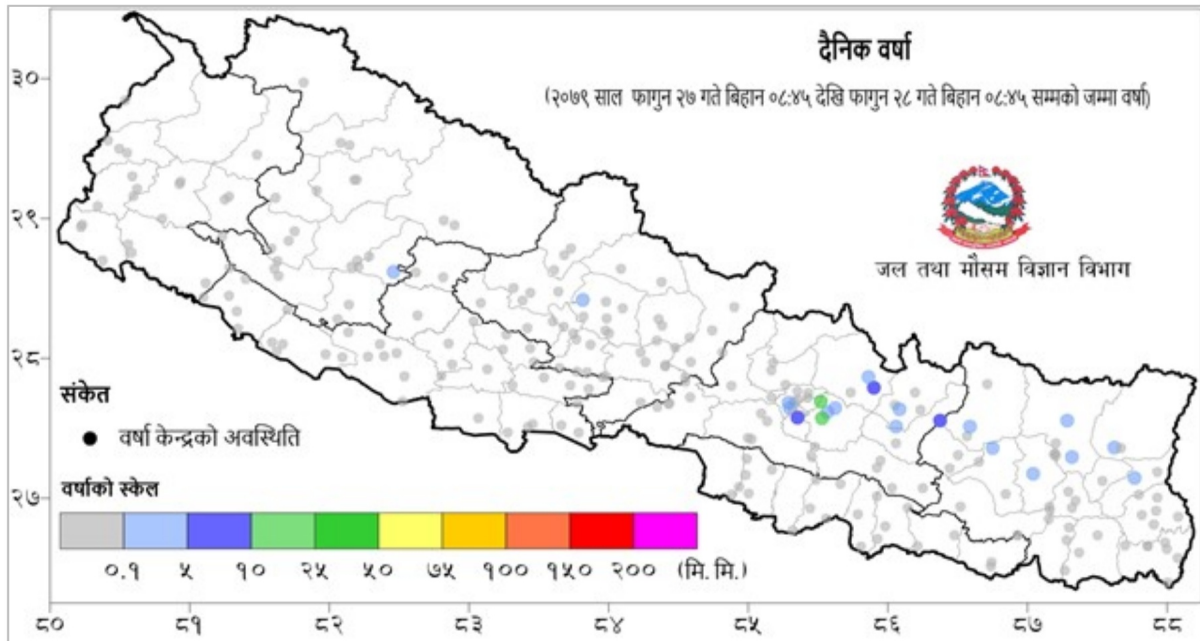 दैनिक वर्षा
(२०७९ साल फागुन २७ गते बिहान ०८:४५ देखि फागुन २८ गते बिहान ०८:४५ सम्मको जम्मा वर्षा)
जल तथा मौसम विज्ञान विभाग
३०
२९
२८
२७
संकेत
वर्षा केन्द्रको अवस्थिति
वर्षाको स्केल
०.१ ५ १० २५ ५० ७५ १०० १५० २०० (मि.मि.)
८० ८१ ८२ ८३ ८४ ८५ ८६ ८७ ८८